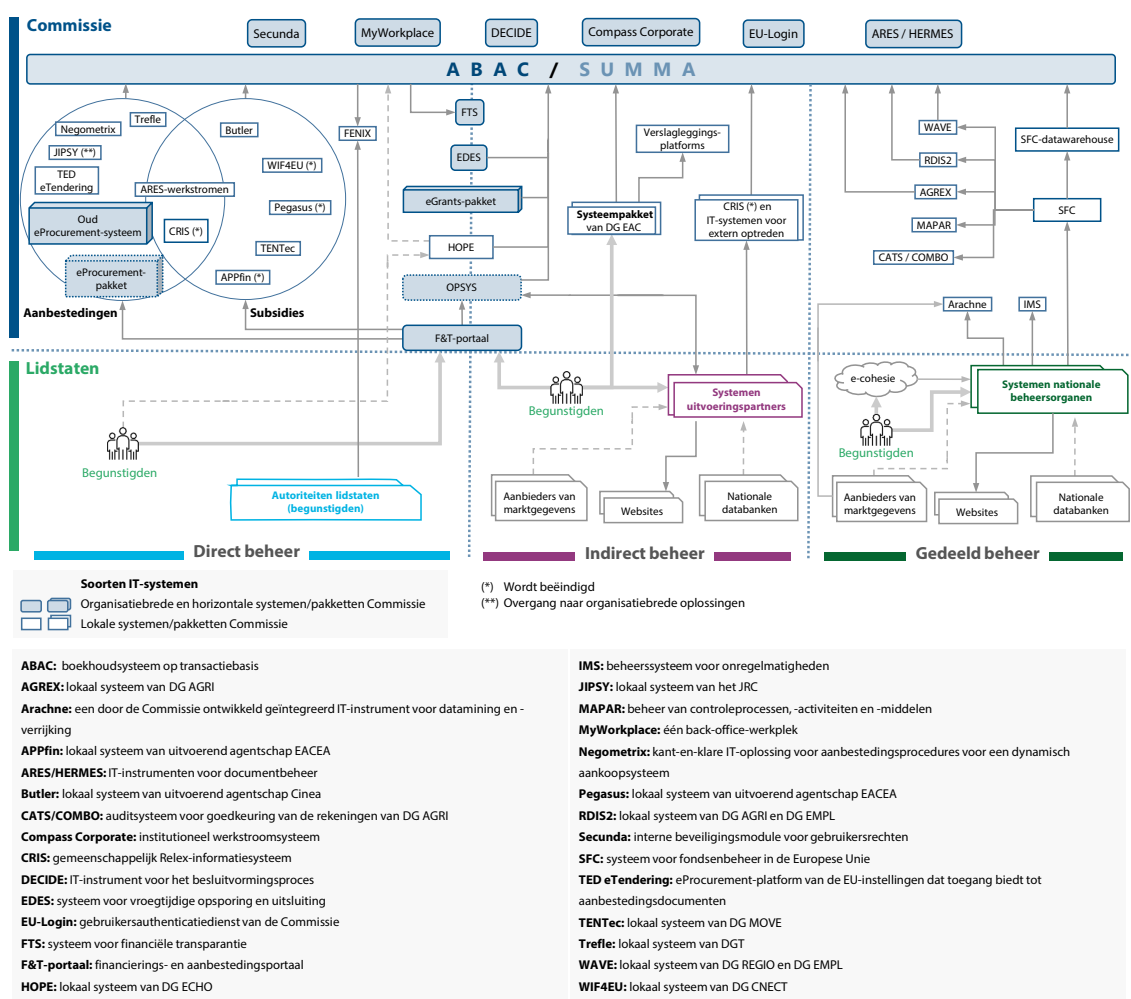 Commissie
Secunda
MyWorkplace
DECIDE
Compass Corporate
EU-Login
ARES / HERMES
ABAC / SUMMA
Negometrix
Trefle
JIPSY (**)
TED
eTendering
Oud
eProcurement-systeem
eProcurement-
pakket
Aanbestedingen
ARES-werkstromen
CRIS (*)
Butler
WIF4EU (*)
Pegasus (*)
TENTec
APPfin (*)
Subsidies
FENIX
FTS
EDES
eGrants-pakket
HOPE
OPSYS
F&T-portaal
Verslagleggings-
platforms
Systeempakket
van DG EAC
CRIS (*) en
IT-systemen voor
extern optreden
WAVE
RDIS2
AGREX
MAPAR
CATS / COMBO
SFC-datawarehouse
SFC
Arachne
IMS
Lidstaten
Begunstigden
Autoriteiten lidstaten
(begunstigden)
Begunstigden
Systemen
uitvoeringspartners
Aanbieders van
marktgegevens
Websites
Nationale
databanken
e-cohesie
Begunstigden
Systemen nationale
beheersorganen
Aanbieders van
marktgegevens
Websites
Nationale
databanken
Direct beheer
Indirect beheer
Gedeeld beheer
Soorten IT-systemen
Organisatiebrede en horizontale systemen/pakketten Commissie
Lokale systemen/pakketten Commissie
(*) Wordt beëindigd
(**) Overgang naar organisatiebrede oplossingen
ABAC: boekhoudsysteem op transactiebasis
AGREX: lokaal systeem van DG AGRI
Arachne: een door de Commissie ontwikkeld geïntegreerd IT-instrument voor datamining en -
verrijking
APPfin: lokaal systeem van uitvoerend agentschap EACEA
ARES/HERMES: IT-instrumenten voor documentbeheer
Butler: lokaal systeem van uitvoerend agentschap Cinea
CATS/COMBO: auditsysteem voor goedkeuring van de rekeningen van DG AGRI
Compass Corporate: institutioneel werkstroomsysteem
CRIS: gemeenschappelijk Relex-informatiesysteem
DECIDE: IT-instrument voor het besluitvormingsproces
EDES: systeem voor vroegtijdige opsporing en uitsluiting
EU-Login: gebruikersauthenticatiedienst van de Commissie
FTS: systeem voor financiële transparantie
F&T-portaal: financierings- en aanbestedingsportaal
HOPE: lokaal systeem van DG ECHO
IMS: beheerssysteem voor onregelmatigheden
JIPSY: lokaal systeem van het JRC
MAPAR: beheer van controleprocessen, -activiteiten en -middelen
MyWorkplace: één back-office-werkplek
Negometrix: kant-en-klare IT-oplossing voor aanbestedingsprocedures voor een dynamisch
aankoopsysteem
Pegasus: lokaal systeem van uitvoerend agentschap EACEA
RDIS2: lokaal systeem van DG AGRI en DG EMPL
Secunda: interne beveiligingsmodule voor gebruikersrechten
SFC: systeem voor fondsenbeheer in de Europese Unie
TED eTendering: eProcurement-platform van de EU-instellingen dat toegang biedt tot
aanbestedingsdocumenten
TENTec: lokaal systeem van DG MOVE
Trefle: lokaal systeem van DGT
WAVE: lokaal systeem van DG REGIO en DG EMPL
WIF4EU: lokaal systeem van DG CNECT